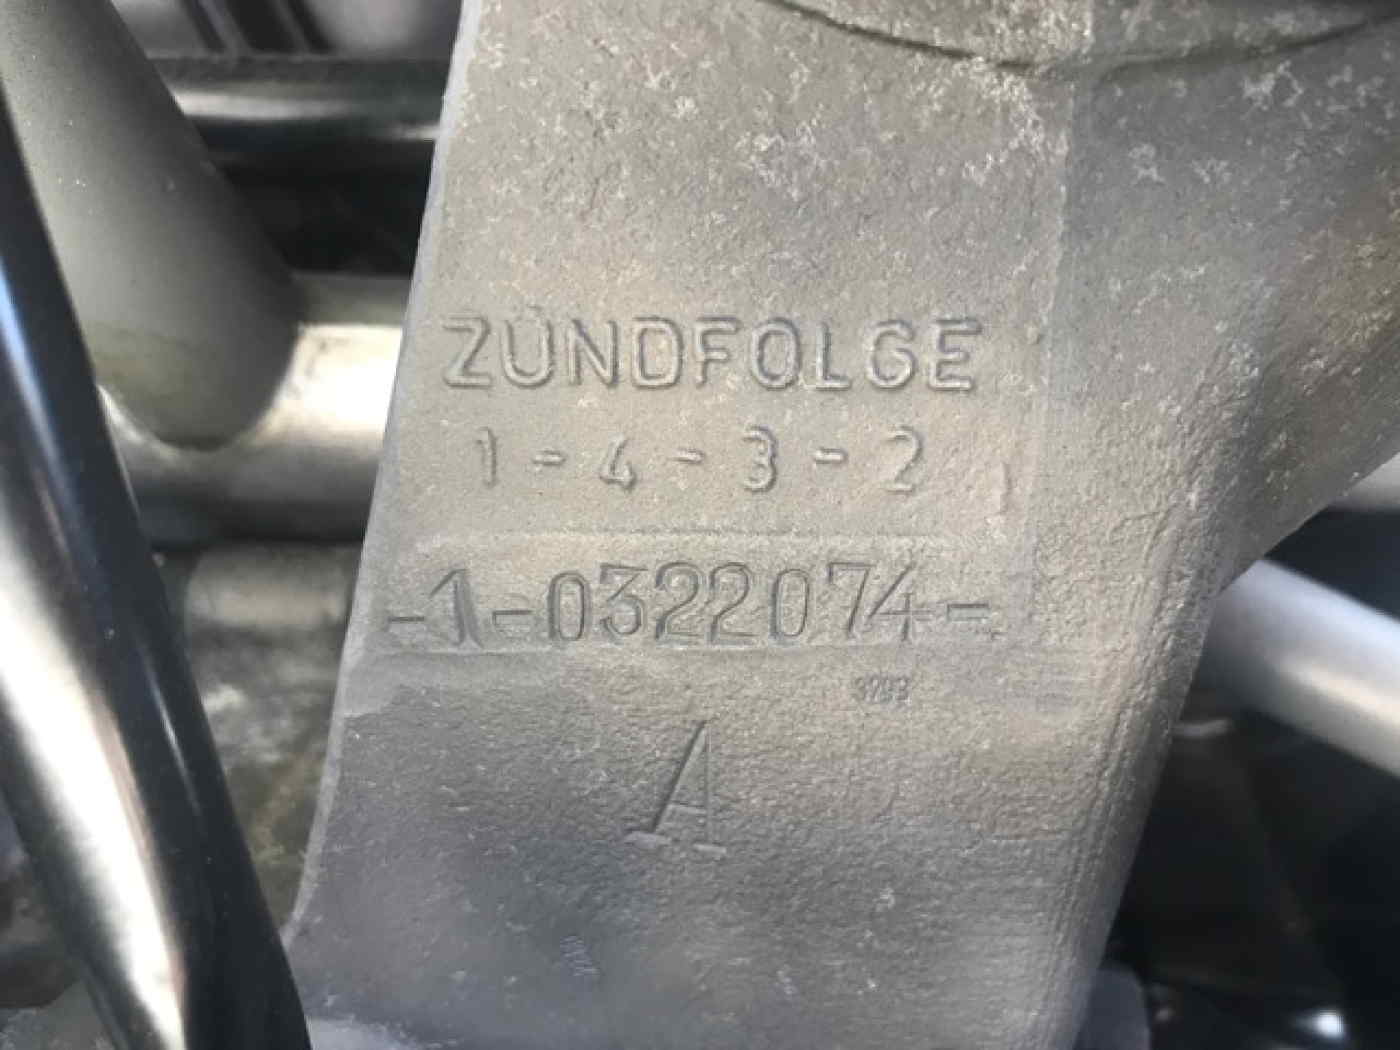 ZÜNDFOLGE
1-4-3-2
-1-0322074-
A